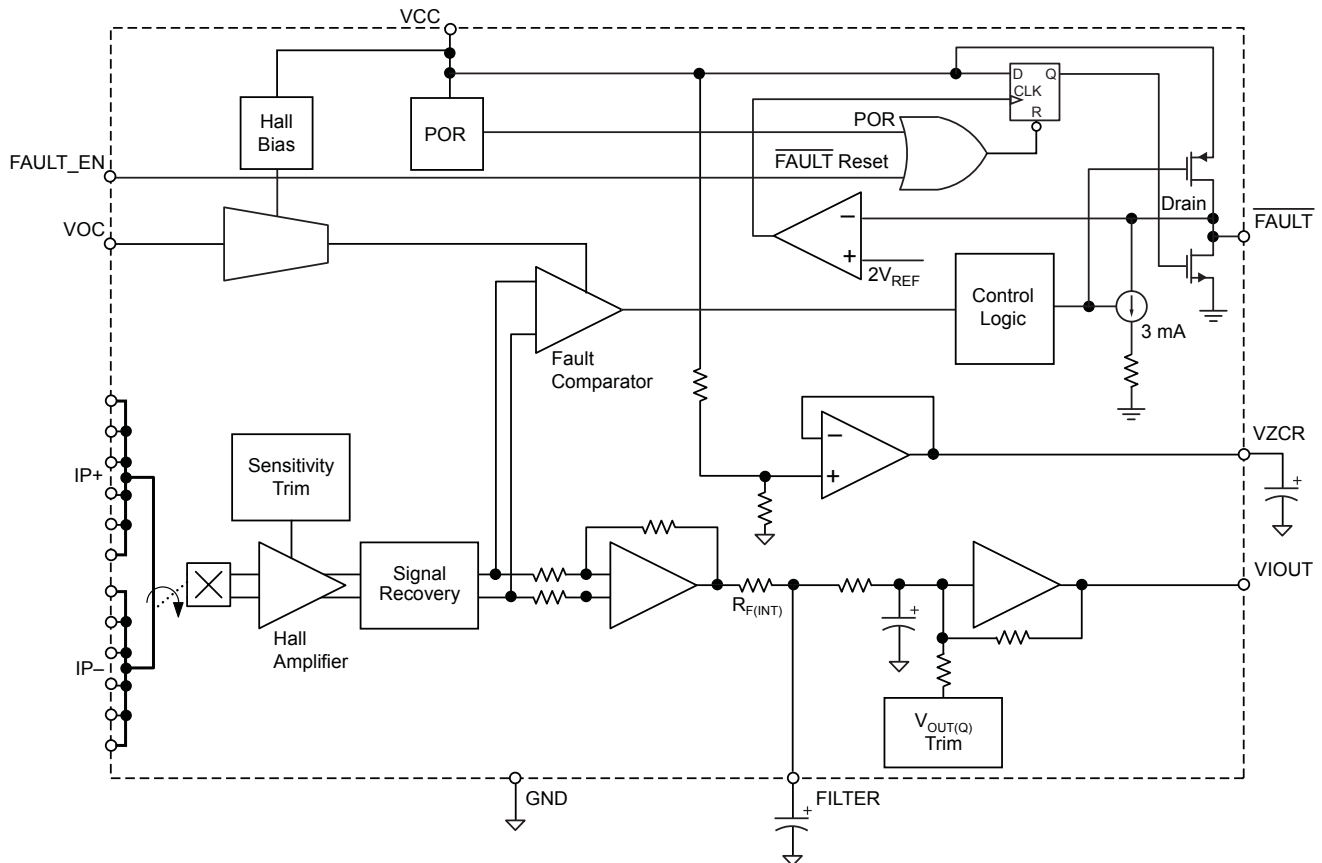 VCC
D Q
CLK
R
Hall
Bias
POR
POR
FAULT_EN
FAULT Reset
Drain
VOC
FAULT
2VREF
Control
Logic
3 mA
Fault
Comparator
VZCR
IP+
Sensitivity
Trim
Signal
Recovery
VIOUT
RF(INT)
Hall
Amplifier
IP–
VOUT(Q)
Trim
GND
FILTER